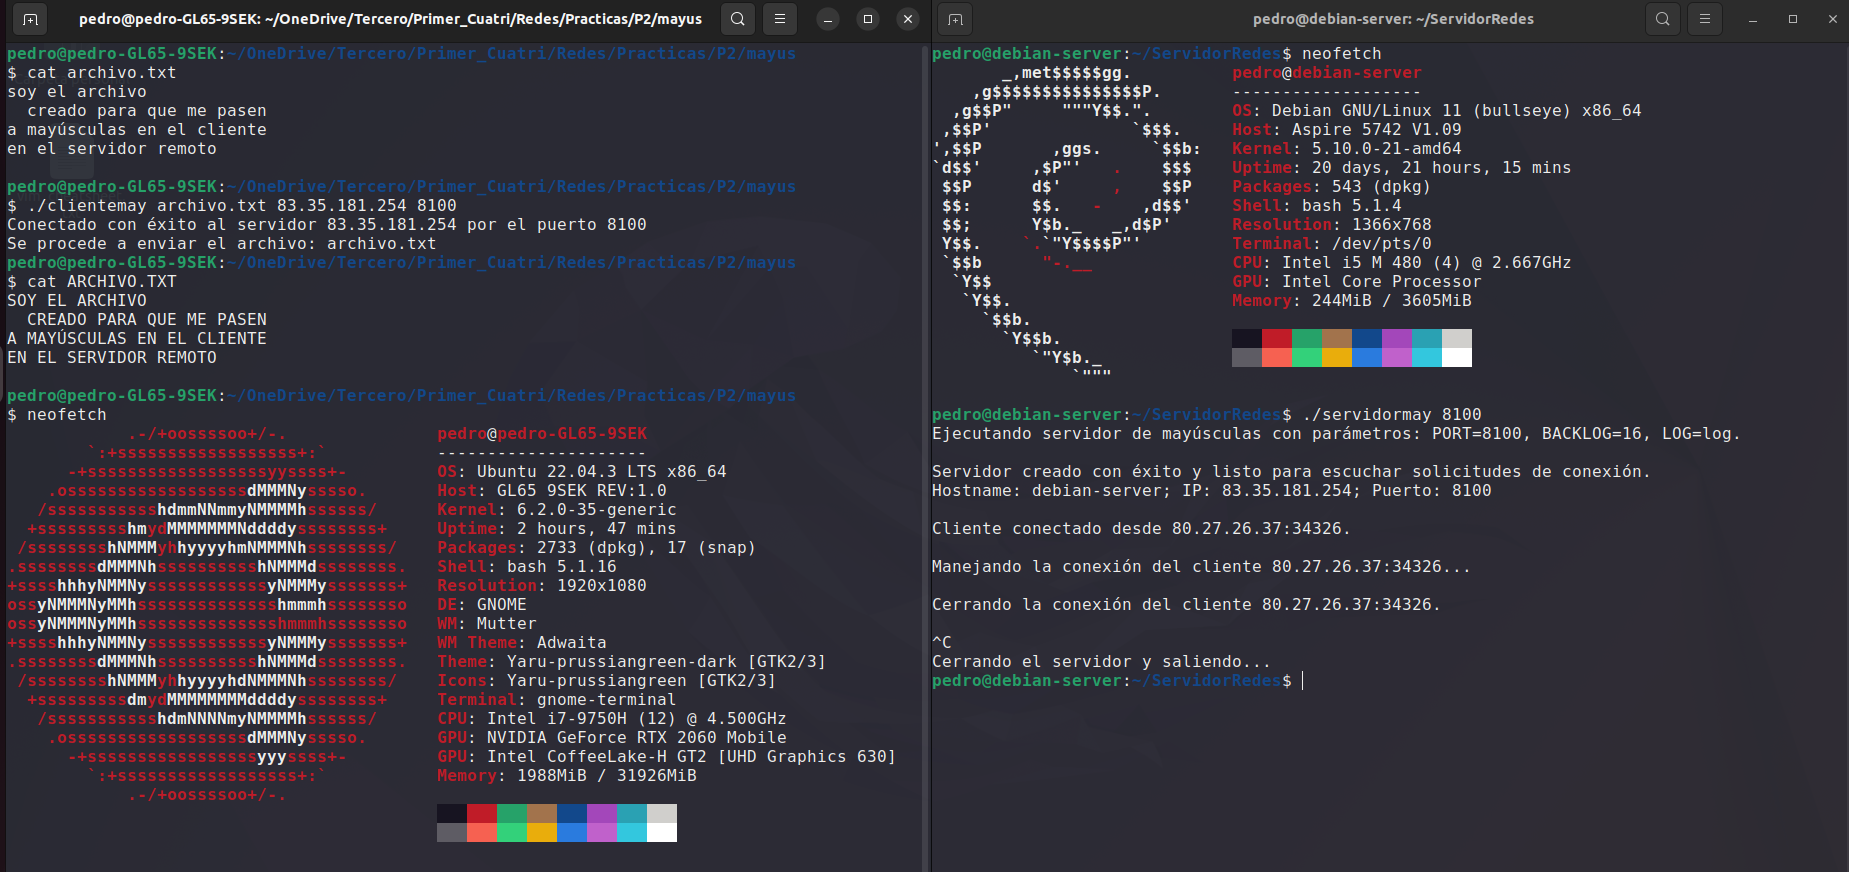 pedro@pedro-GL65-9SEK: ~/OneDrive/Tercero/Primer_Cuatri/Redes/Practicas/P2/mayus
pedro@pedro-GL65-9SEK:~/OneDrive/Tercero/Primer_Cuatri/Redes/Practicas/P2/mayus
$ cat archivo.txt
soy el archivo
  creado para que me pasen
a mayúsculas en el cliente
en el servidor remoto
pedro@pedro-GL65-9SEK:~/OneDrive/Tercero/Primer_Cuatri/Redes/Practicas/P2/mayus
$ ./clientemay archivo.txt 83.35.181.254 8100
Conectado con éxito al servidor 83.35.181.254 por el puerto 8100
Se procede a enviar el archivo: archivo.txt
pedro@pedro-GL65-9SEK:~/OneDrive/Tercero/Primer_Cuatri/Redes/Practicas/P2/mayus
$ cat ARCHIVO.TXT
SOY EL ARCHIVO
  CREADO PARA QUE ME PASEN
A MAYÚSCULAS EN EL CLIENTE
EN EL SERVIDOR REMOTO
pedro@pedro-GL65-9SEK:~/OneDrive/Tercero/Primer_Cuatri/Redes/Practicas/P2/mayus
$ neofetch
pedro@pedro-GL65-9SEK
---------------------
OS: Ubuntu 22.04.3 LTS x86_64
Host: GL65 9SEK REV:1.0
Kernel: 6.2.0-35-generic
Uptime: 2 hours, 47 mins
Packages: 2733 (dpkg), 17 (snap)
Shell: bash 5.1.16
Resolution: 1920x1080
DE: GNOME
WM: Mutter
WM Theme: Adwaita
Theme: Yaru-prussiangreen-dark [GTK2/3]
Icons: Yaru-prussiangreen [GTK2/3]
Terminal: gnome-terminal
CPU: Intel i7-9750H (12) @ 4.500GHz
GPU: NVIDIA GeForce RTX 2060 Mobile
GPU: Intel CoffeeLake-H GT2 [UHD Graphics 630]
Memory: 1988MiB / 31926MiB
pedro@debian-server: ~/ServidorRedes
pedro@debian-server:~/ServidorRedes$ neofetch
pedro@debian-server
-------------------
OS: Debian GNU/Linux 11 (bullseye) x86_64
Host: Aspire 5742 V1.09
Kernel: 5.10.0-21-amd64
Uptime: 20 days, 21 hours, 15 mins
Packages: 543 (dpkg)
Shell: bash 5.1.4
Resolution: 1366x768
Terminal: /dev/pts/0
CPU: Intel i5 M 480 (4) @ 2.667GHz
GPU: Intel Core Processor
Memory: 244MiB / 3605MiB
pedro@debian-server:~/ServidorRedes$ ./servidormay 8100
Ejecutando servidor de mayúsculas con parámetros: PORT=8100, BACKLOG=16, LOG=log.
Servidor creado con éxito y listo para escuchar solicitudes de conexión.
Hostname: debian-server; IP: 83.35.181.254; Puerto: 8100
Cliente conectado desde 80.27.26.37:34326.
Manejando la conexión del cliente 80.27.26.37:34326...
Cerrando la conexión del cliente 80.27.26.37:34326.
^C
Cerrando el servidor y saliendo...
pedro@debian-server:~/ServidorRedes$